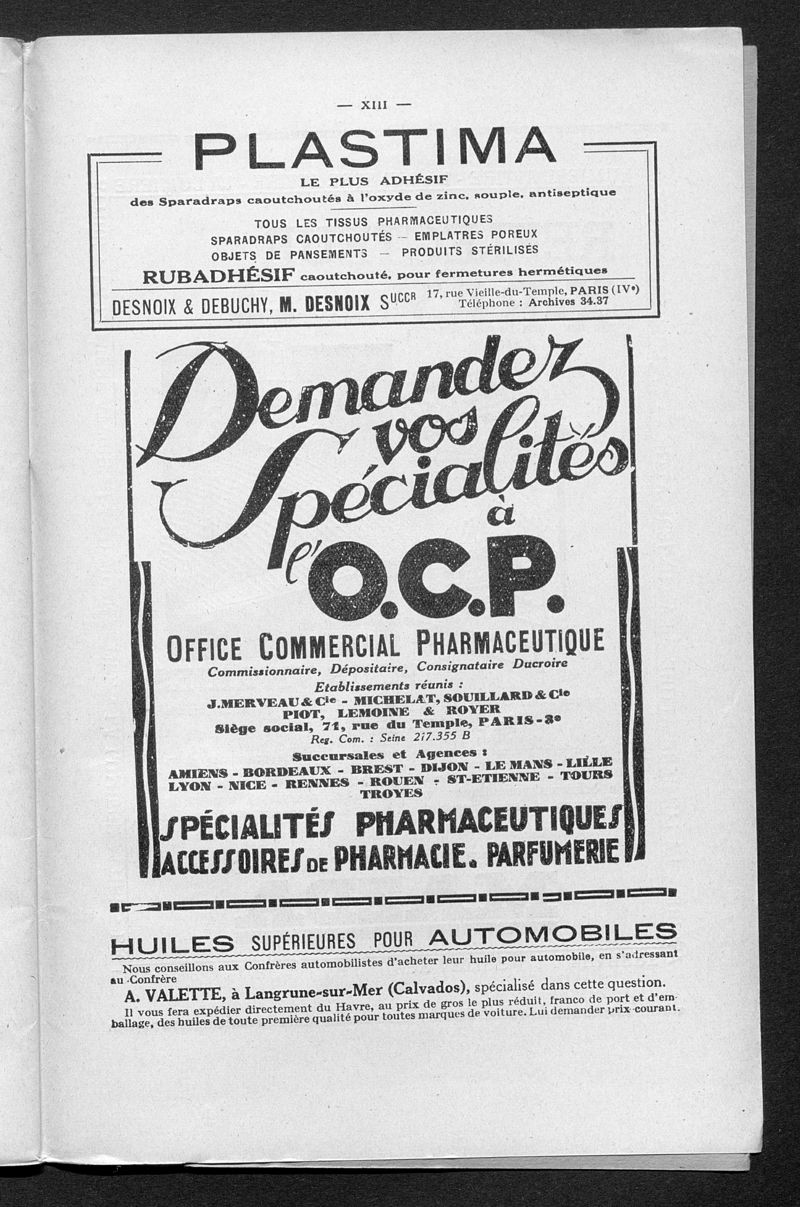 — XIII —
PLASTIMA
LE PLUS ADHÉSIF
des Sparadraps caoutchoutés à l'oxyde de zinc, souple, antiseptique
TOUS LES TISSUS PHARMACEUTIQUES
SPARADRAPS CAOUTCHOUTÉS — EMPLATRES POREUX
OBJETS DE PANSEMENTS — PRODUITS STÉRILISÉS
RUBADHÉSIF caoutchouté, pour fermetures hermétiques
DESNOIX & DEBUCHY, M. DESNOIX SUCCR 17, rue Vieille-du-Temple, PARIS (IVe)
Téléphone : Archives 34.37
Demandez
vos
Spécialités
à
l'O.C.P.
OFFICE COMMERCIAL PHARMACEUTIQUE
Commissionnaire, Dépositaire, Consignataire Ducroire
Etablissements réunis :
J. MERVEAU & Cie - MICHELAT, SOUILLARD & Cie
PIOT, LEMOINE & ROYER
Siège social, 71, rue du Temple, PARIS-3e
Reg. Com. : Seine 217.355 B
Succursales et Agences :
AMIENS - BORDEAUX - BREST - DIJON - LE MANS - LILLE
LYON - NICE - RENNES - ROUEN - ST-ETIENNE - TOURS
TROYES
SPÉCIALITÉS PHARMACEUTIQUES
ACCESSOIRES DE PHARMACIE. PARFUMERIE
HUILES SUPÉRIEURES POUR AUTOMOBILES
Nous conseillons aux Confrères automobilistes d'acheter leur huile pour automobile, en s'adressant
au Confrère
A. VALETTE, à Langrune-sur-Mer (Calvados), spécialisé dans cette question.
Il vous fera expédier directement du Havre, au prix de gros le plus réduit, franco de port et d'em-
ballage, des huiles de toute première qualité pour toutes marques de voiture. Lui demander prix courant.